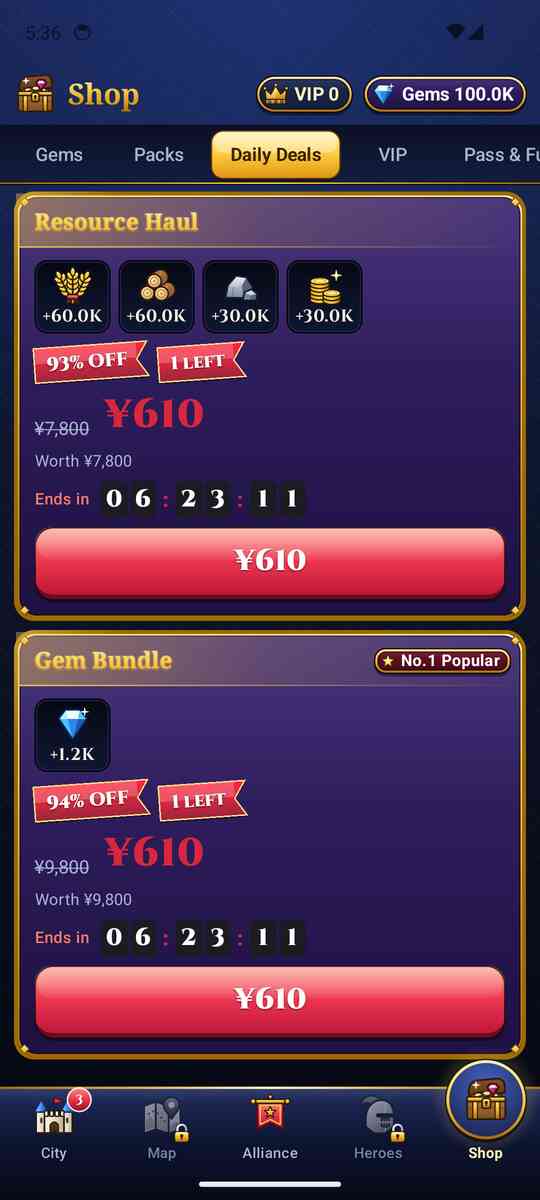 5:36
Shop
VIP 0
Gems 100.0K
Gems
Packs
Daily Deals
VIP
Pass & Fu
Resource Haul
+60.0K
+60.0K
+30.0K
+30.0K
93% OFF
1 LEFT
¥7,800
¥610
Worth ¥7,800
Ends in 06:23:11
¥610
Gem Bundle
★ No.1 Popular
+1.2K
94% OFF
1 LEFT
¥9,800
¥610
Worth ¥9,800
Ends in 06:23:11
¥610
3
City
Map
Alliance
Heroes
Shop